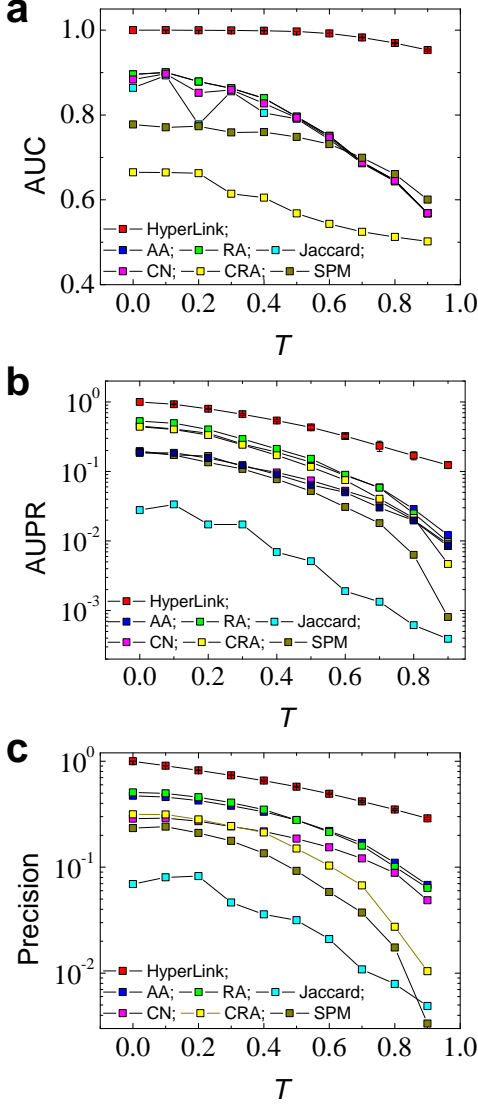 a
1.0
0.8
0.6
0.4
AUC
HyperLink;
AA; RA; Jaccard;
CN; CRA; SPM
0.0 0.2 0.4 0.6 0.8 1.0
T
b
10^0
10^-1
10^-2
10^-3
AUPR
HyperLink;
AA; RA; Jaccard;
CN; CRA; SPM
0.0 0.2 0.4 0.6 0.8
T
c
10^0
10^-1
10^-2
Precision
HyperLink;
AA; RA; Jaccard;
CN; CRA; SPM
0.0 0.2 0.4 0.6 0.8 1.0
T